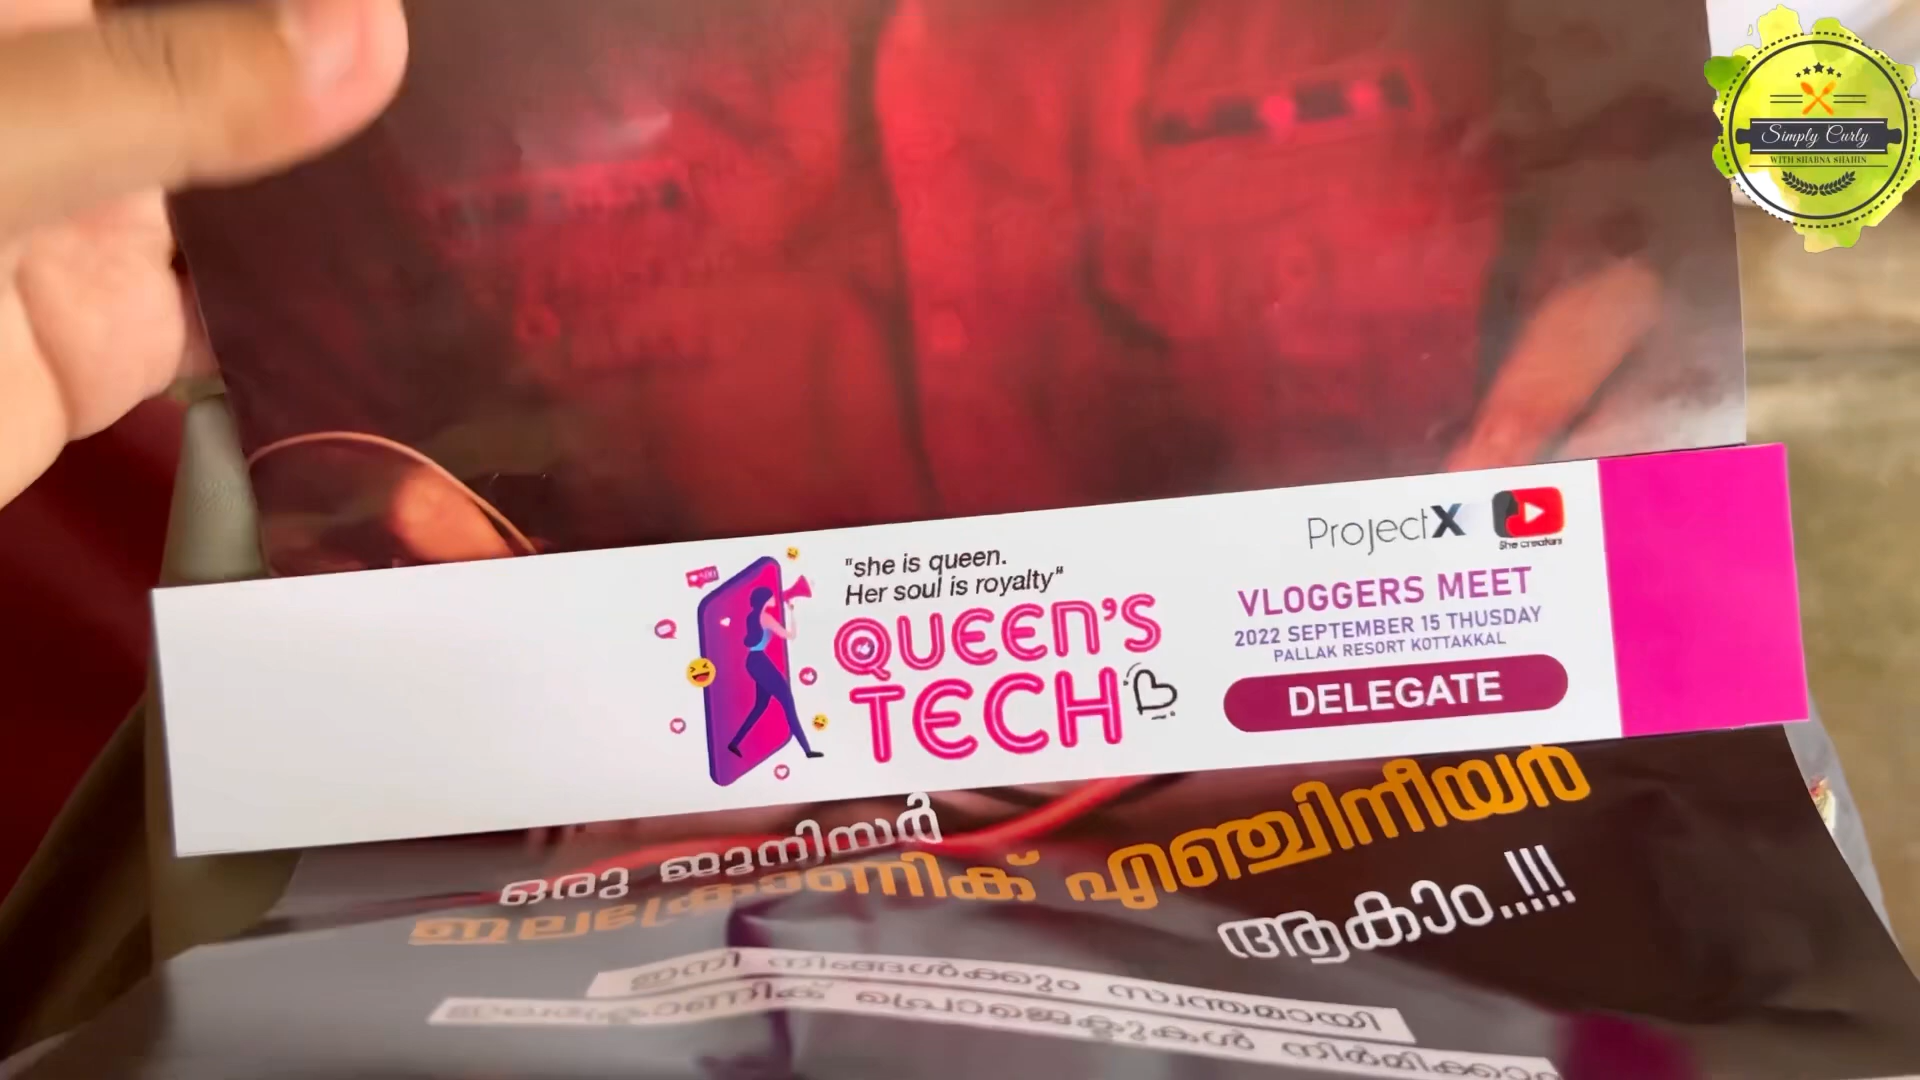 Simply Curly
WITH SHABNA SHAHIN
ProjectX
She creators
"she is queen.
Her soul is royalty"
QUEEN'S
TECH
VLOGGERS MEET
2022 SEPTEMBER 15 THUSDAY
PALLAK RESORT KOTTAKKAL
DELEGATE
ഒരു ജൂനിയർ
ഇലക്ട്രോണിക് എഞ്ചിനീയർ
ആകാം..!!!
ഇനി നിങ്ങൾക്കും സ്വന്തമായി
ഇലക്ട്രോണിക് പ്രൊജെക്ടുകൾ